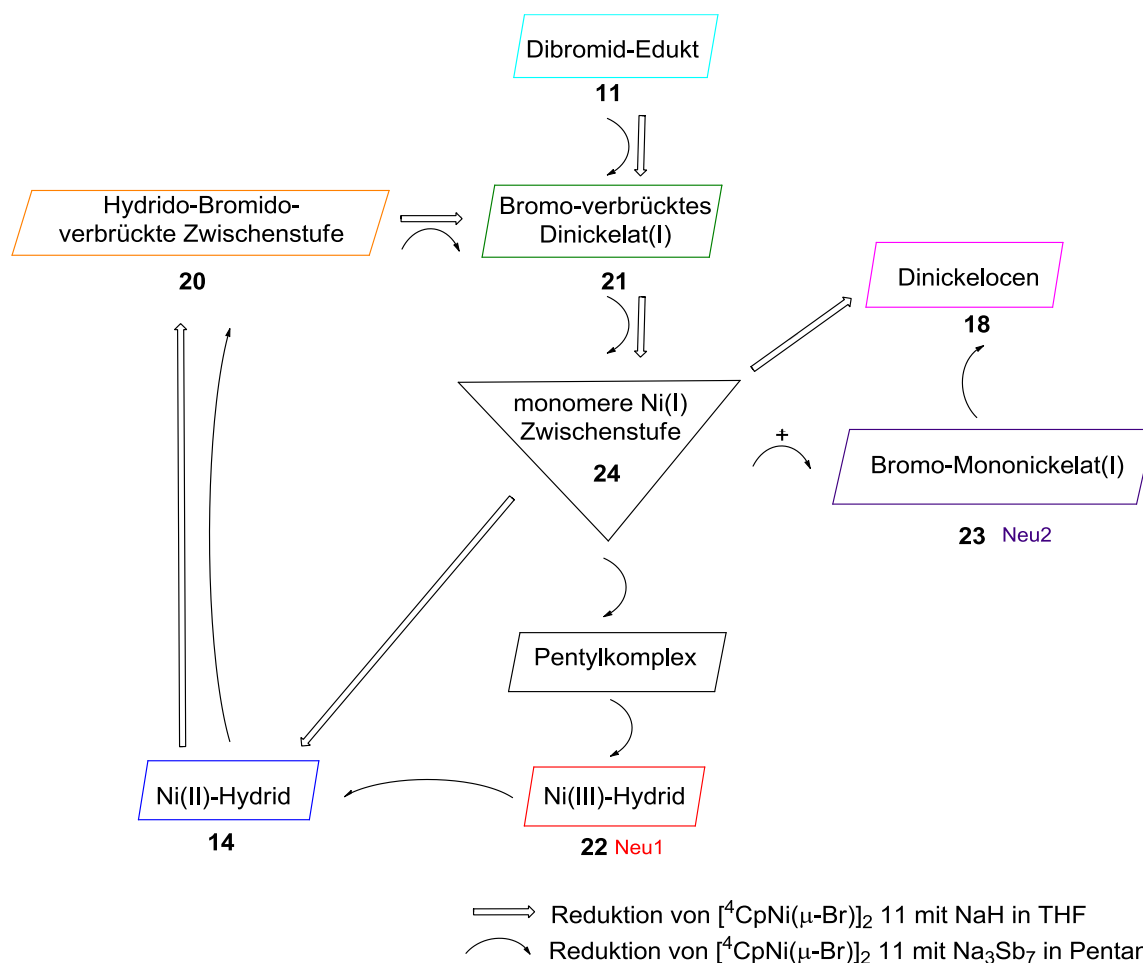 Dibromid-Edukt
11
Hydrido-Bromido-
verbrückte Zwischenstufe
20
Bromo-verbrücktes
Dinickelat(I)
21
Dinickelocen
18
monomere Ni(I)
Zwischenstufe
24
+
Bromo-Mononickelat(I)
23 Neu2
Pentylkomplex
Ni(II)-Hydrid
14
Ni(III)-Hydrid
22 Neu1
Reduktion von [⁴CpNi(μ-Br)]₂ 11 mit NaH in THF
Reduktion von [⁴CpNi(μ-Br)]₂ 11 mit Na₃Sb₇ in Pentan